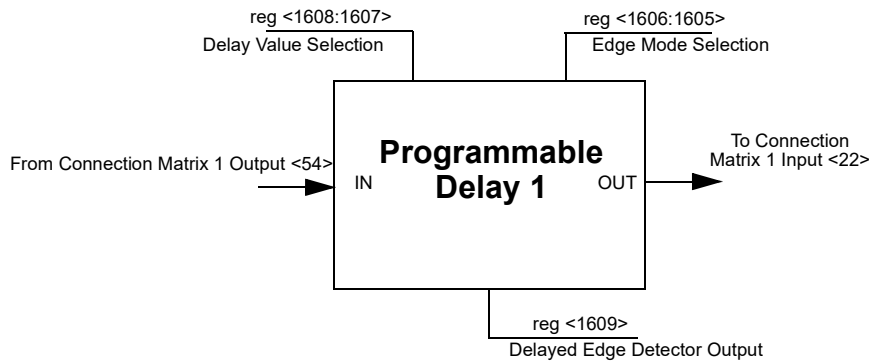 reg <1608:1607>
Delay Value Selection
reg <1606:1605>
Edge Mode Selection
From Connection Matrix 1 Output <54>
IN
Programmable
Delay 1
OUT
To Connection
Matrix 1 Input <22>
reg <1609>
Delayed Edge Detector Output